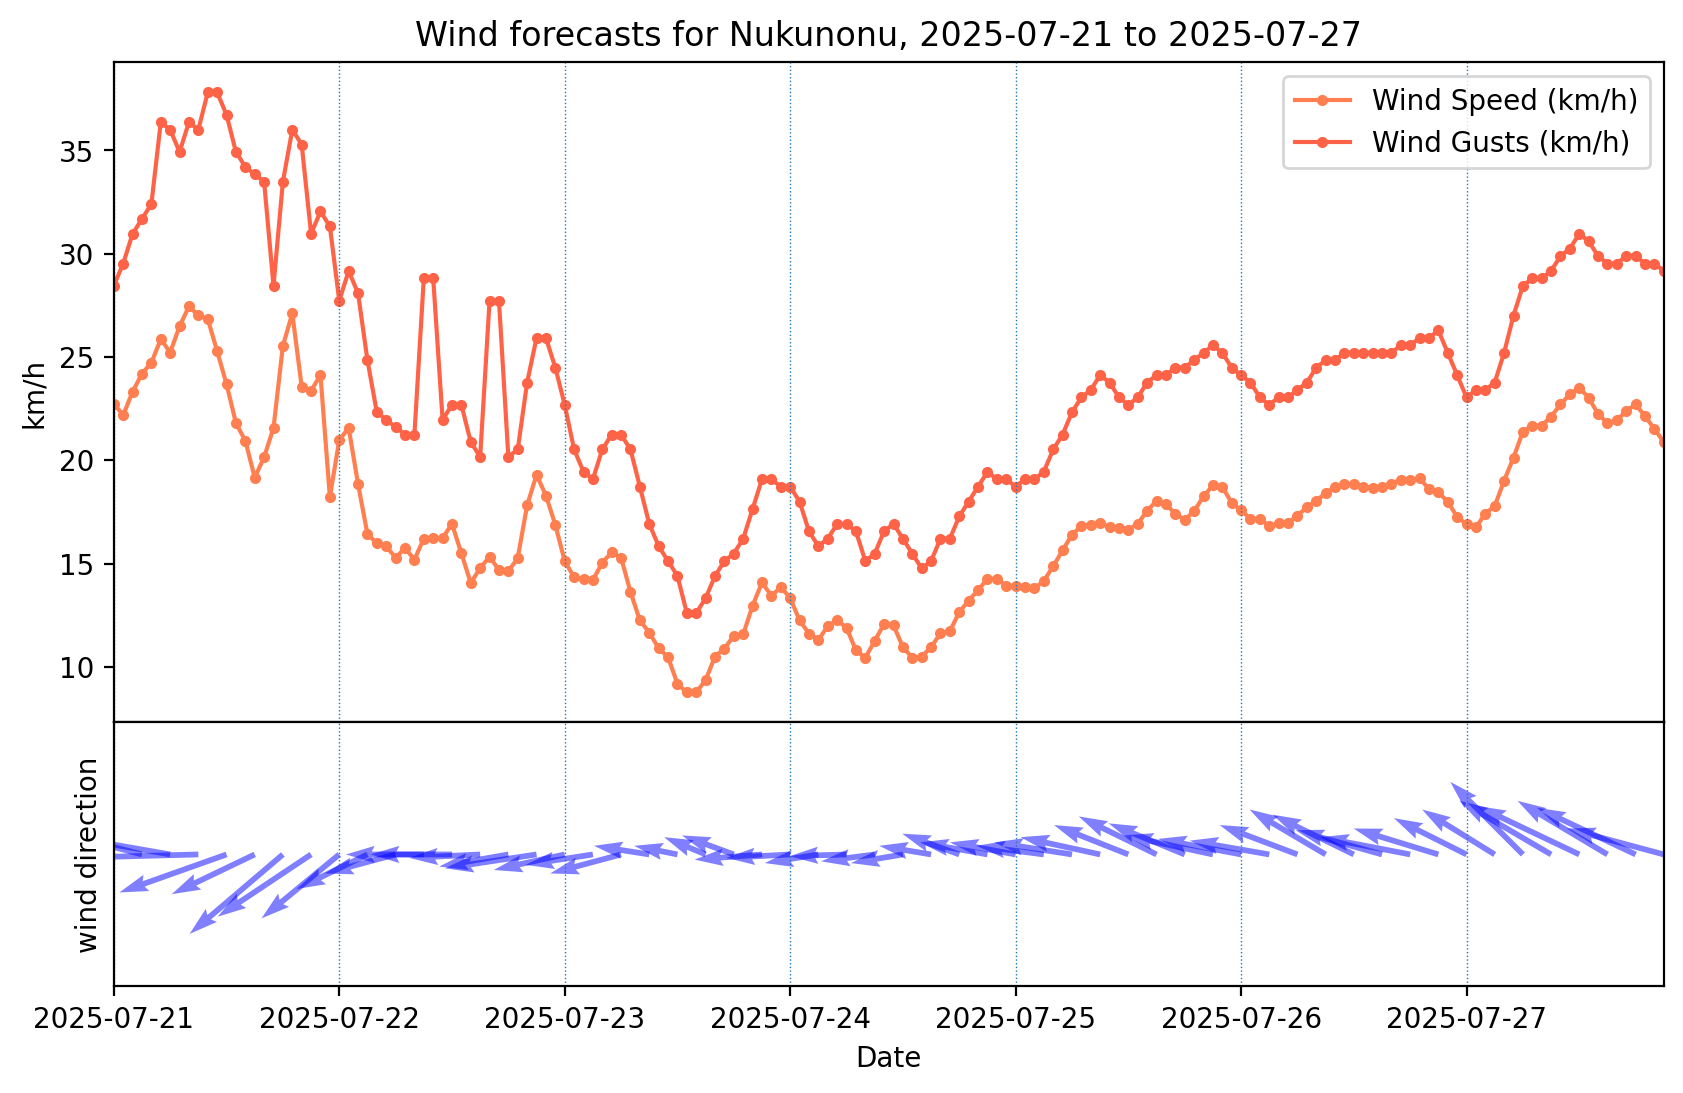 Wind forecasts for Nukunonu, 2025-07-21 to 2025-07-27
Wind Speed (km/h)
Wind Gusts (km/h)
35
30
25
20
15
10
km/h
wind direction
2025-07-21
2025-07-22
2025-07-23
2025-07-24
2025-07-25
2025-07-26
2025-07-27
Date